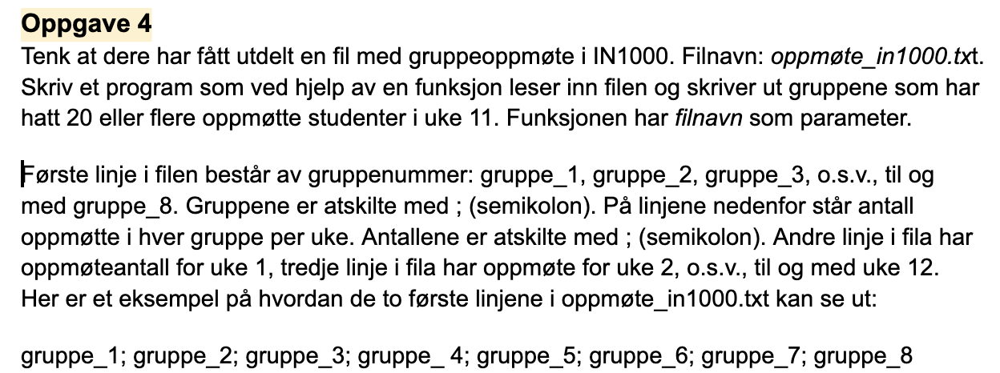 Oppgave 4
Tenk at dere har fått utdelt en fil med gruppeoppmøte i IN1000. Filnavn: oppmøte_in1000.txt.
Skriv et program som ved hjelp av en funksjon leser inn filen og skriver ut gruppene som har
hatt 20 eller flere oppmøtte studenter i uke 11. Funksjonen har filnavn som parameter.
Første linje i filen består av gruppenummer: gruppe_1, gruppe_2, gruppe_3, o.s.v., til og
med gruppe_8. Gruppene er atskilte med ; (semikolon). På linjene nedenfor står antall
oppmøtte i hver gruppe per uke. Antallene er atskilte med ; (semikolon). Andre linje i fila har
oppmøteantall for uke 1, tredje linje i fila har oppmøte for uke 2, o.s.v., til og med uke 12.
Her er et eksempel på hvordan de to første linjene i oppmøte_in1000.txt kan se ut:
gruppe_1; gruppe_2; gruppe_3; gruppe_ 4; gruppe_5; gruppe_6; gruppe_7; gruppe_8